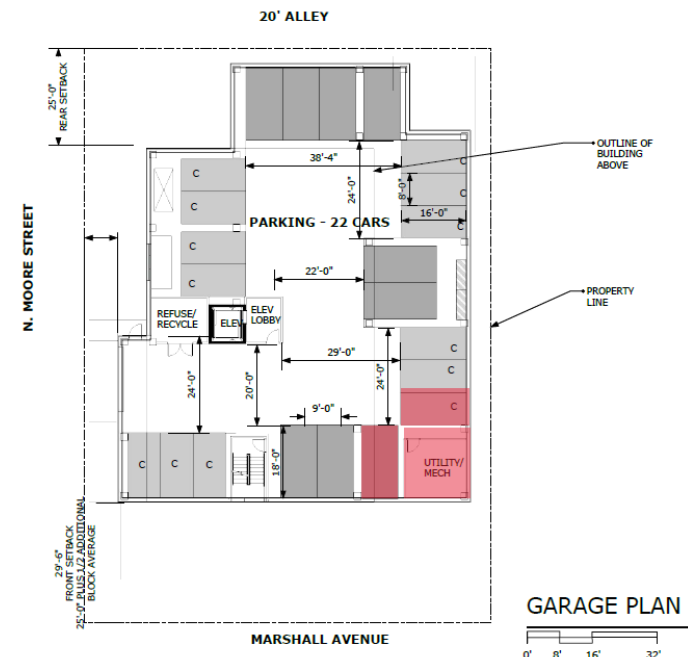 20' ALLEY
25'-0"
REAR SETBACK
N. MOORE STREET
38'-4"
24'-0"
8'-0"
16'-0"
C
C
C
C
C
C
C
OUTLINE OF
BUILDING
ABOVE
PARKING - 22 CARS
22'-0"
PROPERTY
LINE
REFUSE/
RECYCLE
ELEV
ELEV
LOBBY
29'-0"
24'-0"
20'-0"
24'-0"
9'-0"
18'-0"
C
C
C
C
C
C
UTILITY/
MECH
29'-6"
FRONT SETBACK
25'-0" PLUS 1/2 ADDITIONAL
BLOCK AVERAGE
MARSHALL AVENUE
GARAGE PLAN
0' 8' 16' 32'